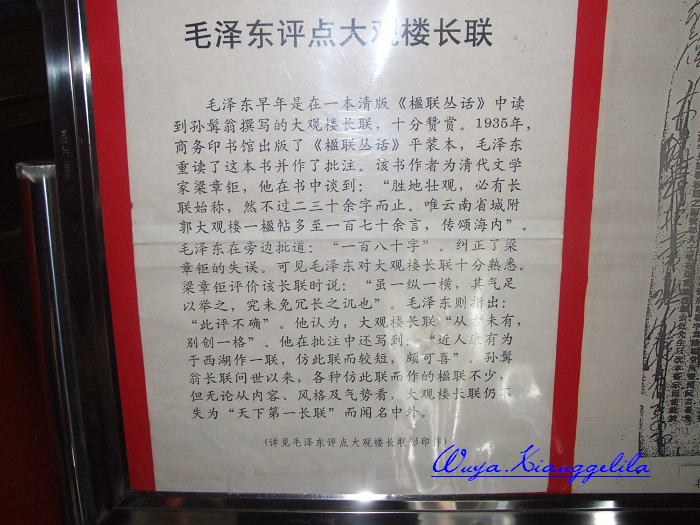 毛泽东评点大观楼长联
毛泽东早年是在一本清版《楹联丛话》中读
到孙髯翁撰写的大观楼长联，十分赞赏。1935年，
商务印书馆出版了《楹联丛话》平装本，毛泽东
重读了这本书并作了批注。该书作者为清代文学
家梁章钜，他在书中谈到：“胜地壮观，必有长
联始称，然不过二三十余字而止。唯云南省城附
郭大观楼一楹帖多至一百七十余言，传颂海内”。
毛泽东在旁边批道：“一百八十字”。纠正了梁
章钜的失误。可见毛泽东对大观楼长联十分熟悉。
梁章钜评价该长联时说：“虽一纵一横，其气足
以举之，究未免冗长之讥也”。毛泽东则指出：
“此评不确”。他认为，大观楼长联“从古未有，
别创一格”。他在批注中还写到：“近人康有为
于西湖作一联，仿此联而较短，颇可喜”。孙髯
翁长联问世以来，各种仿此联而作的楹联不少，
但无论从内容、风格及气势看，大观楼长联仍不
失为“天下第一长联”而闻名中外。
(详见毛泽东评点大观楼长联影印件)
Wuya.Xianggelila